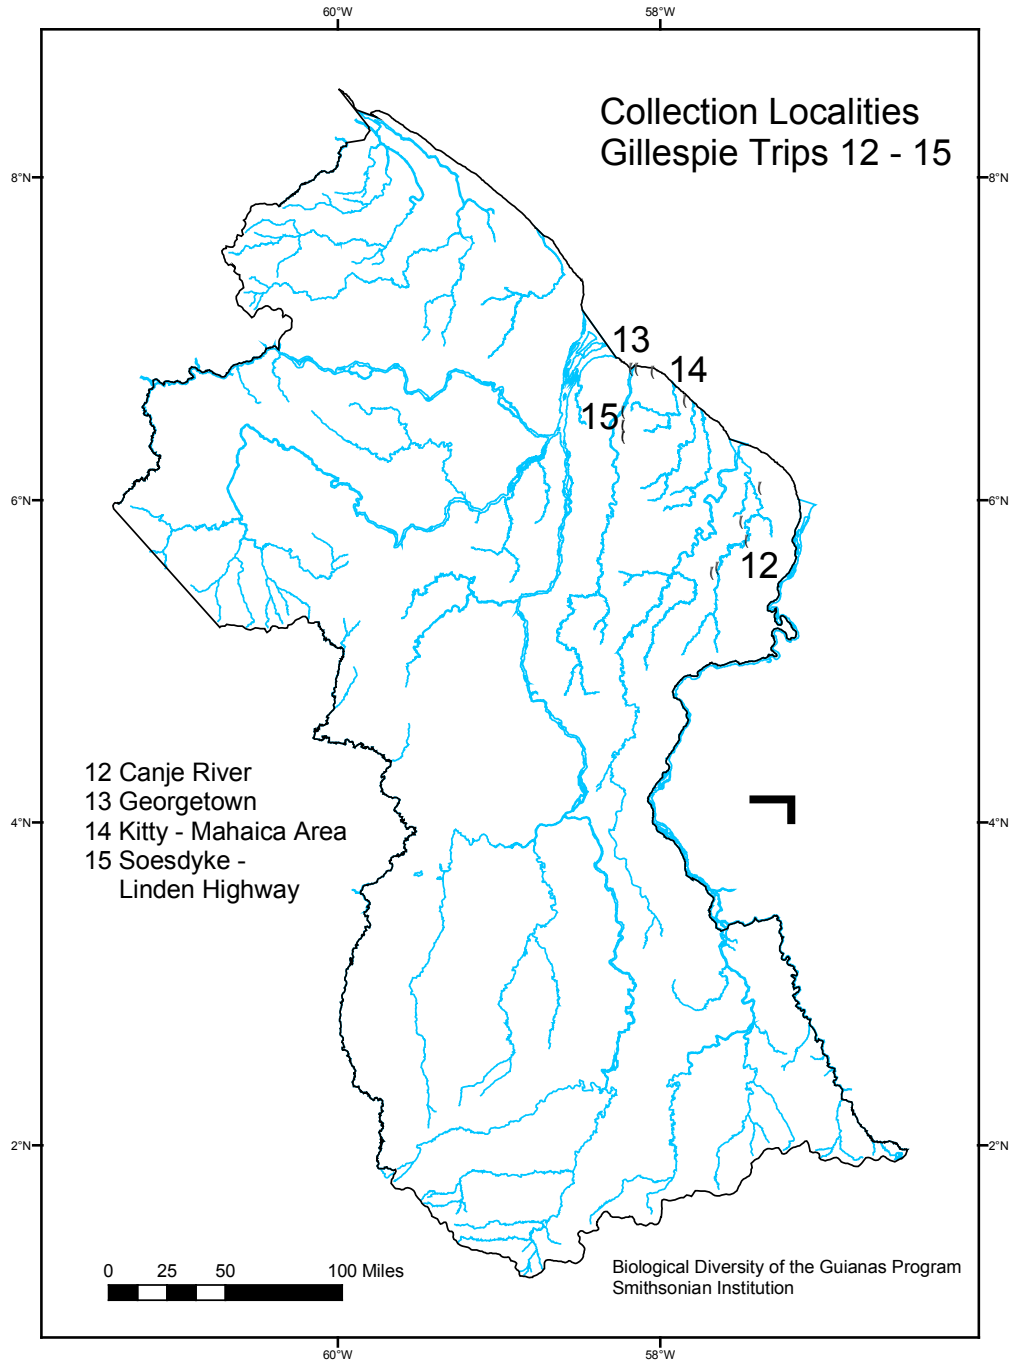 60°W 58°W
Collection Localities
Gillespie Trips 12 - 15
8°N 8°N
13
14
15
6°N 6°N
12
12 Canje River
13 Georgetown
14 Kitty - Mahaica Area
15 Soesdyke -
Linden Highway
4°N 4°N
2°N 2°N
0 25 50 100 Miles
Biological Diversity of the Guianas Program
Smithsonian Institution
60°W 58°W